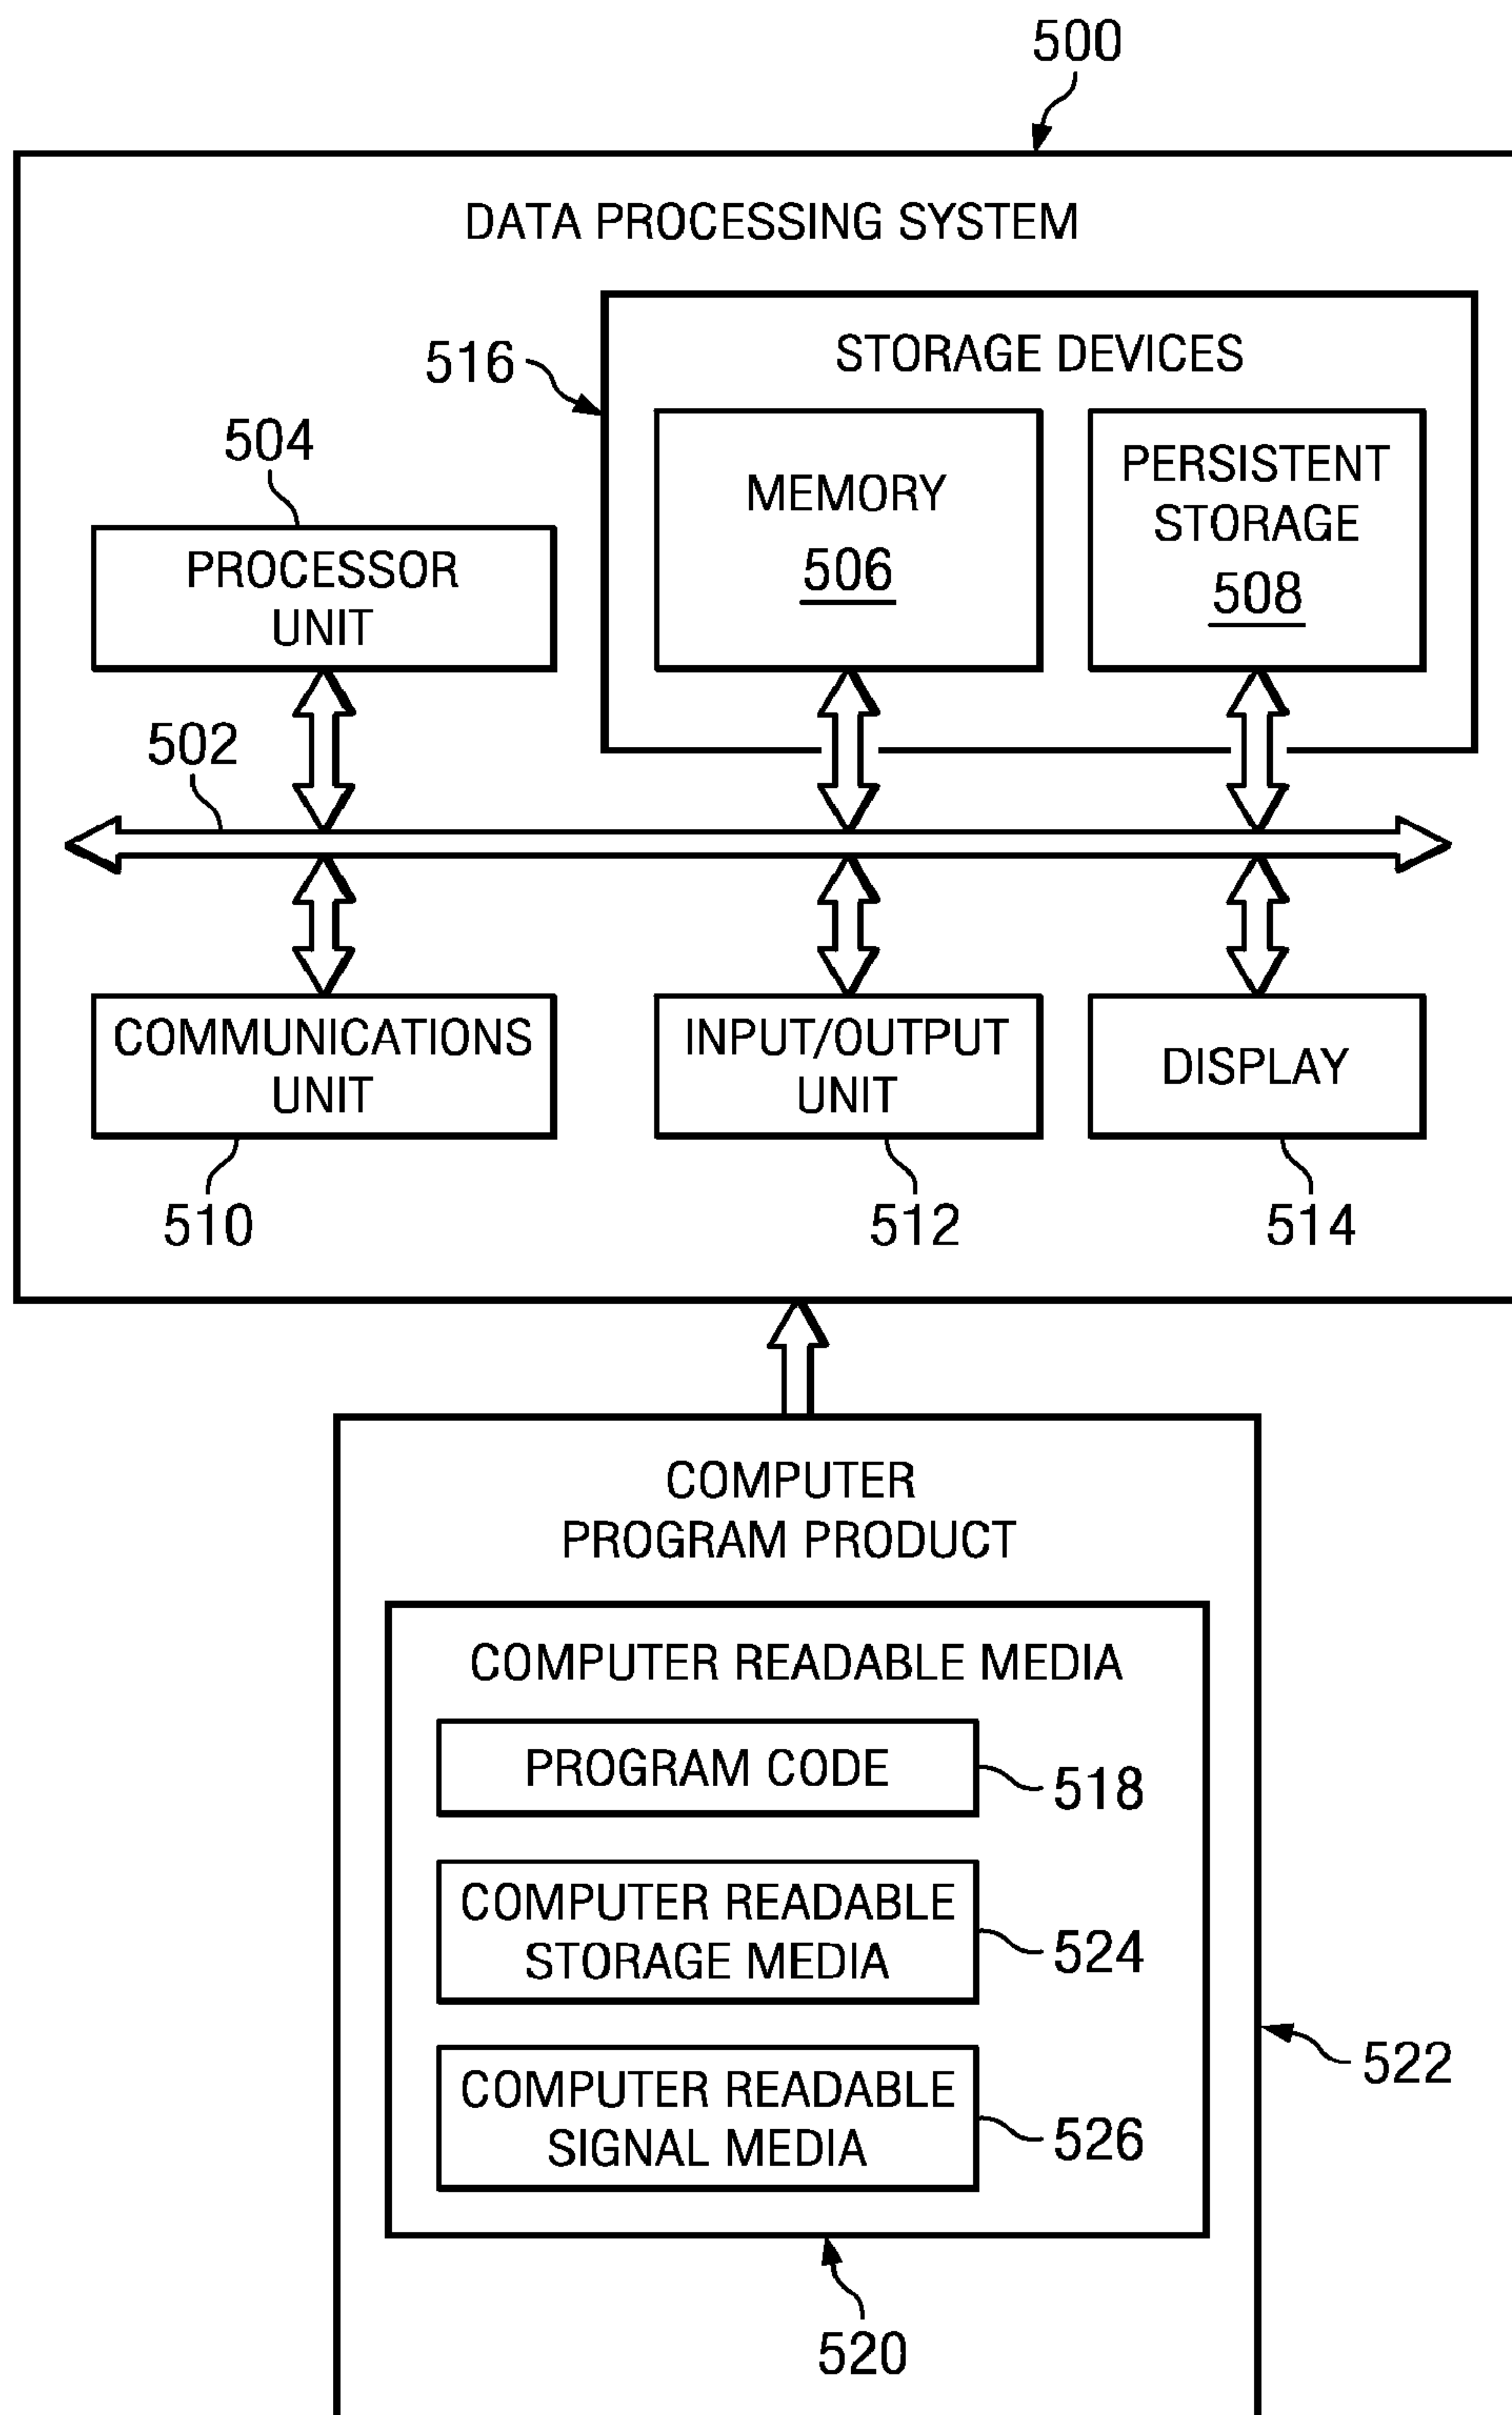 500
DATA PROCESSING SYSTEM
516
STORAGE DEVICES
504
MEMORY
506
PERSISTENT
STORAGE
508
PROCESSOR
UNIT
502
COMMUNICATIONS
UNIT
INPUT/OUTPUT
UNIT
DISPLAY
510
512
514
COMPUTER
PROGRAM PRODUCT
COMPUTER READABLE MEDIA
PROGRAM CODE
518
COMPUTER READABLE
STORAGE MEDIA
524
COMPUTER READABLE
SIGNAL MEDIA
526
522
520